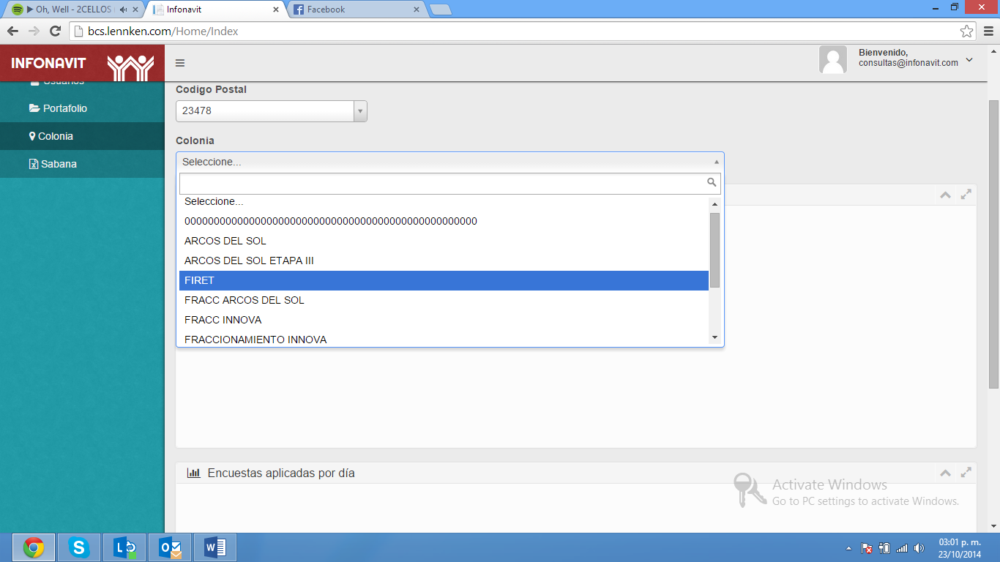 Oh, Well - 2CELLOS
Infonavit
Facebook
bcs.lennken.com/Home/Index
INFONAVIT
Bienvenido,
consultas@infonavit.com
Usuarios
Portafolio
Colonia
Sabana
Codigo Postal
23478
Colonia
Seleccione...
Seleccione...
00000000000000000000000000000000000000000000000000
ARCOS DEL SOL
ARCOS DEL SOL ETAPA III
FIRET
FRACC ARCOS DEL SOL
FRACC INNOVA
FRACCIONAMIENTO INNOVA
Encuestas aplicadas por día
Activate Windows
Go to PC settings to activate Windows.
03:01 p. m.
23/10/2014